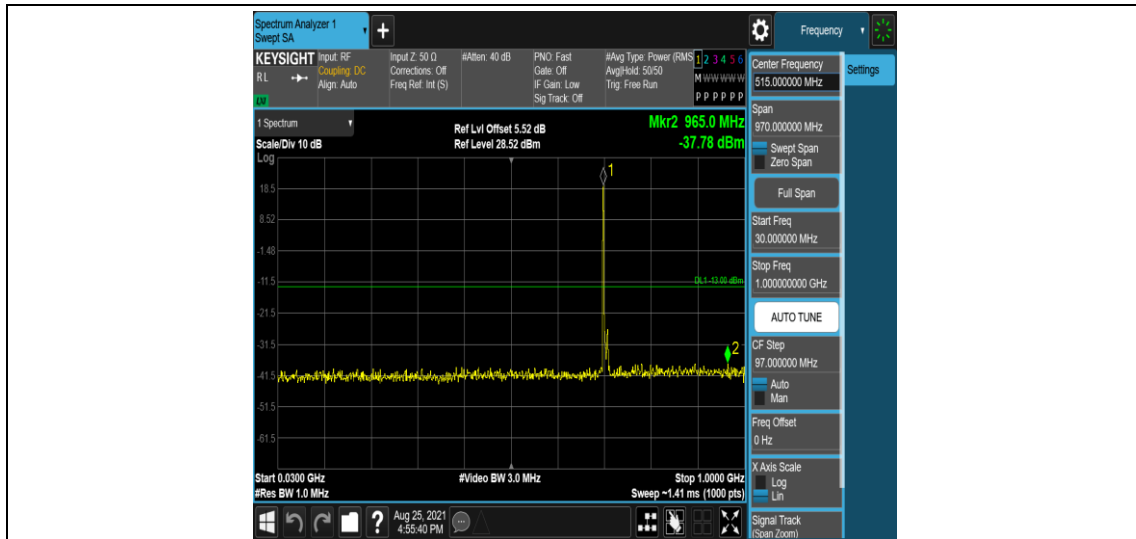 Spectrum Analyzer 1
Swept SA
+
Frequency
KEYSIGHT
RL
LXI
Input: RF
Coupling: DC
Align: Auto
Input Z: 50 Ω
Corrections: Off
Freq Ref: Int (S)
#Atten: 40 dB
PNO: Fast
Gate: Off
IF Gain: Low
Sig Track: Off
#Avg Type: Power (RMS
Avg|Hold: 50/50
Trig: Free Run
1 2 3 4 5 6
M W W W W W
P P P P P P
1 Spectrum
Scale/Div 10 dB
Ref Lvl Offset 5.52 dB
Ref Level 28.52 dBm
Mkr2 965.0 MHz
-37.78 dBm
Log
1
18.5
8.52
-1.48
-11.5
DL1 -13.00 dBm
-21.5
-31.5
2
-41.5
-51.5
-61.5
Start 0.0300 GHz
#Res BW 1.0 MHz
#Video BW 3.0 MHz
Stop 1.0000 GHz
Sweep ~1.41 ms (1000 pts)
?
Aug 25, 2021
4:55:40 PM
Settings
Center Frequency
515.000000 MHz
Span
970.000000 MHz
Swept Span
Zero Span
Full Span
Start Freq
30.000000 MHz
Stop Freq
1.000000000 GHz
AUTO TUNE
CF Step
97.000000 MHz
Auto
Man
Freq Offset
0 Hz
X Axis Scale
Log
Lin
Signal Track
(Span Zoom)